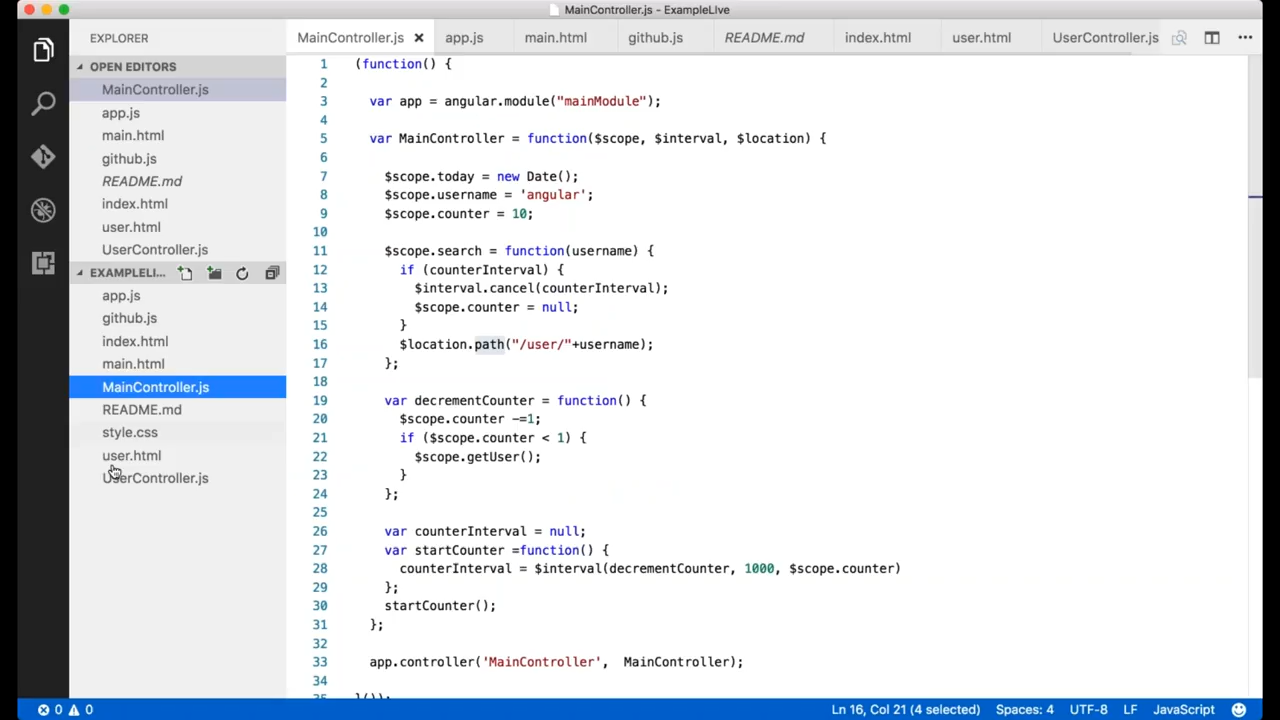 MainController.js - ExampleLive
EXPLORER
OPEN EDITORS
MainController.js
app.js
main.html
github.js
README.md
index.html
user.html
UserController.js
EXAMPLELI...
app.js
github.js
index.html
main.html
MainController.js
README.md
style.css
user.html
UserController.js
MainController.js app.js main.html github.js README.md index.html user.html UserController.js
1 (function() {
2
3 var app = angular.module("mainModule");
4
5 var MainController = function($scope, $interval, $location) {
6
7 $scope.today = new Date();
8 $scope.username = 'angular';
9 $scope.counter = 10;
10
11 $scope.search = function(username) {
12 if (counterInterval) {
13 $interval.cancel(counterInterval);
14 $scope.counter = null;
15 }
16 $location.path("/user/"+username);
17 };
18
19 var decrementCounter = function() {
20 $scope.counter -=1;
21 if ($scope.counter < 1) {
22 $scope.getUser();
23 }
24 };
25
26 var counterInterval = null;
27 var startCounter =function() {
28 counterInterval = $interval(decrementCounter, 1000, $scope.counter)
29 };
30 startCounter();
31 };
32
33 app.controller('MainController', MainController);
34
35 }());
0 0 Ln 16, Col 21 (4 selected) Spaces: 4 UTF-8 LF JavaScript